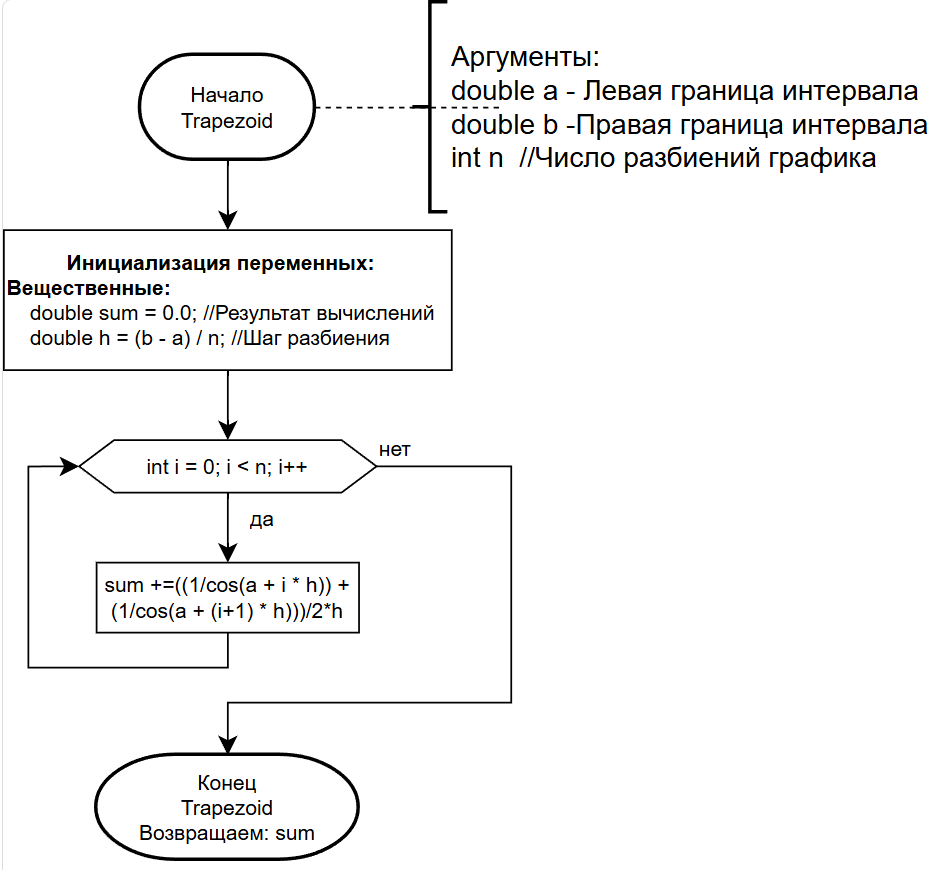 Начало
Trapezoid
Аргументы:
double a - Левая граница интервала
double b -Правая граница интервала
int n  //Число разбиений графика
Инициализация переменных:
Вещественные:
double sum = 0.0; //Результат вычислений
double h = (b - a) / n; //Шаг разбиения
int i = 0; i < n; i++
нет
да
sum +=((1/cos(a + i * h)) +
(1/cos(a + (i+1) * h)))/2*h
Конец
Trapezoid
Возвращаем: sum